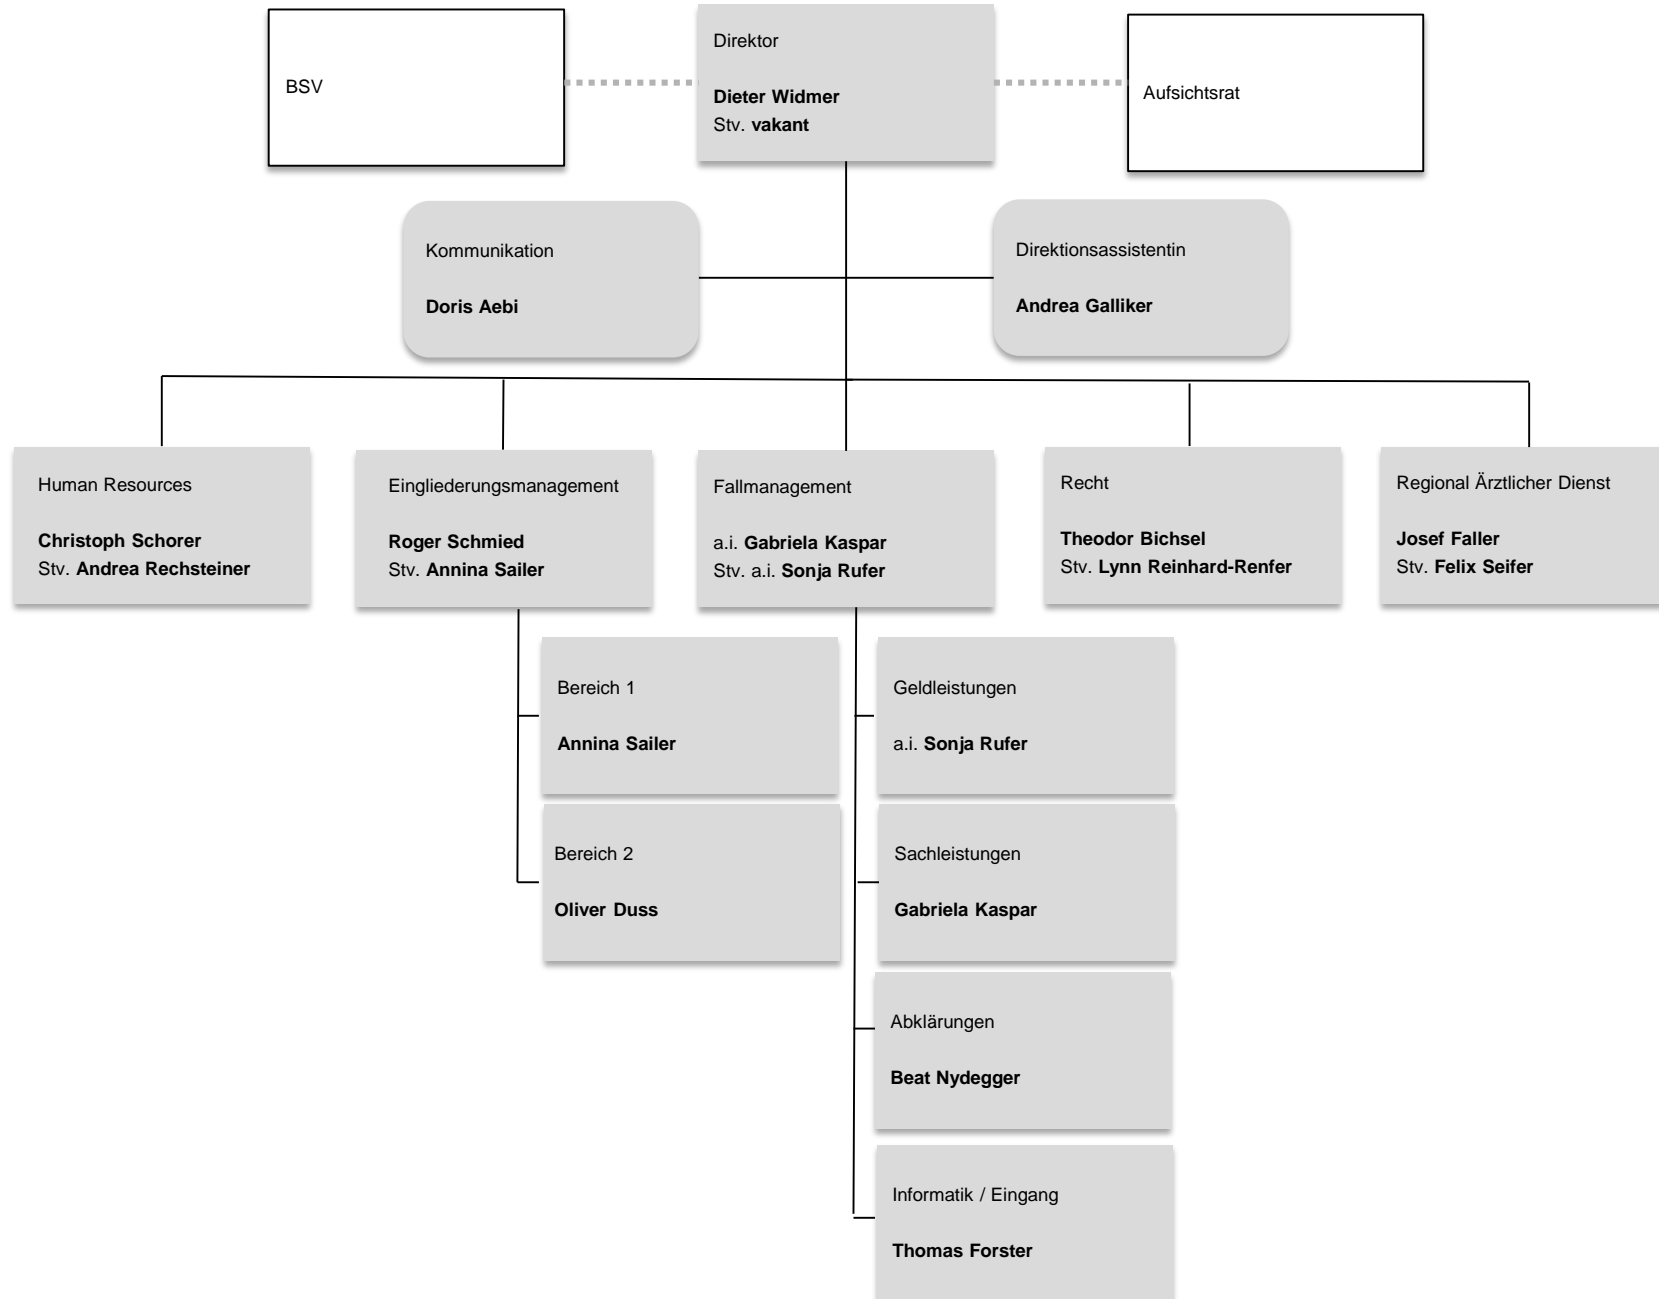 BSV
Direktor
Dieter Widmer
Stv. vakant
Aufsichtsrat
Kommunikation
Doris Aebi
Direktionsassistentin
Andrea Galliker
Human Resources
Christoph Schorer
Stv. Andrea Rechsteiner
Eingliederungsmanagement
Roger Schmied
Stv. Annina Sailer
Fallmanagement
a.i. Gabriela Kaspar
Stv. a.i. Sonja Rufer
Recht
Theodor Bichsel
Stv. Lynn Reinhard-Renfer
Regional Ärztlicher Dienst
Josef Faller
Stv. Felix Seifer
Bereich 1
Annina Sailer
Bereich 2
Oliver Duss
Geldleistungen
a.i. Sonja Rufer
Sachleistungen
Gabriela Kaspar
Abklärungen
Beat Nydegger
Informatik / Eingang
Thomas Forster